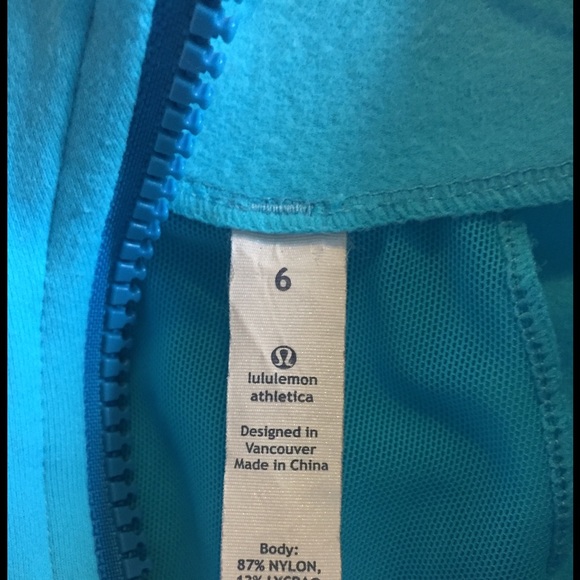 6
lululemon
athletica
Designed in
Vancouver
Made in China
Body:
87% NYLON,